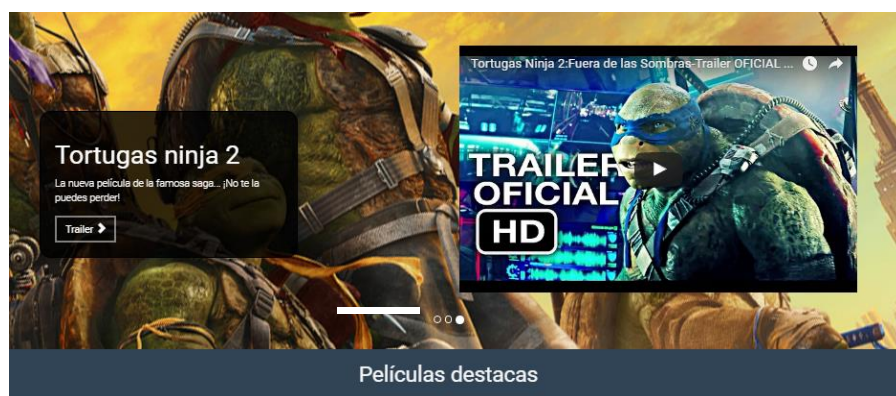 Tortugas Ninja 2:Fuera de las Sombras-Trailer OFICIAL ...
Tortugas ninja 2
La nueva película de la famosa saga... ¡No te la
puedes perder!
Trailer
TRAILER
OFICIAL
HD
Películas destacas